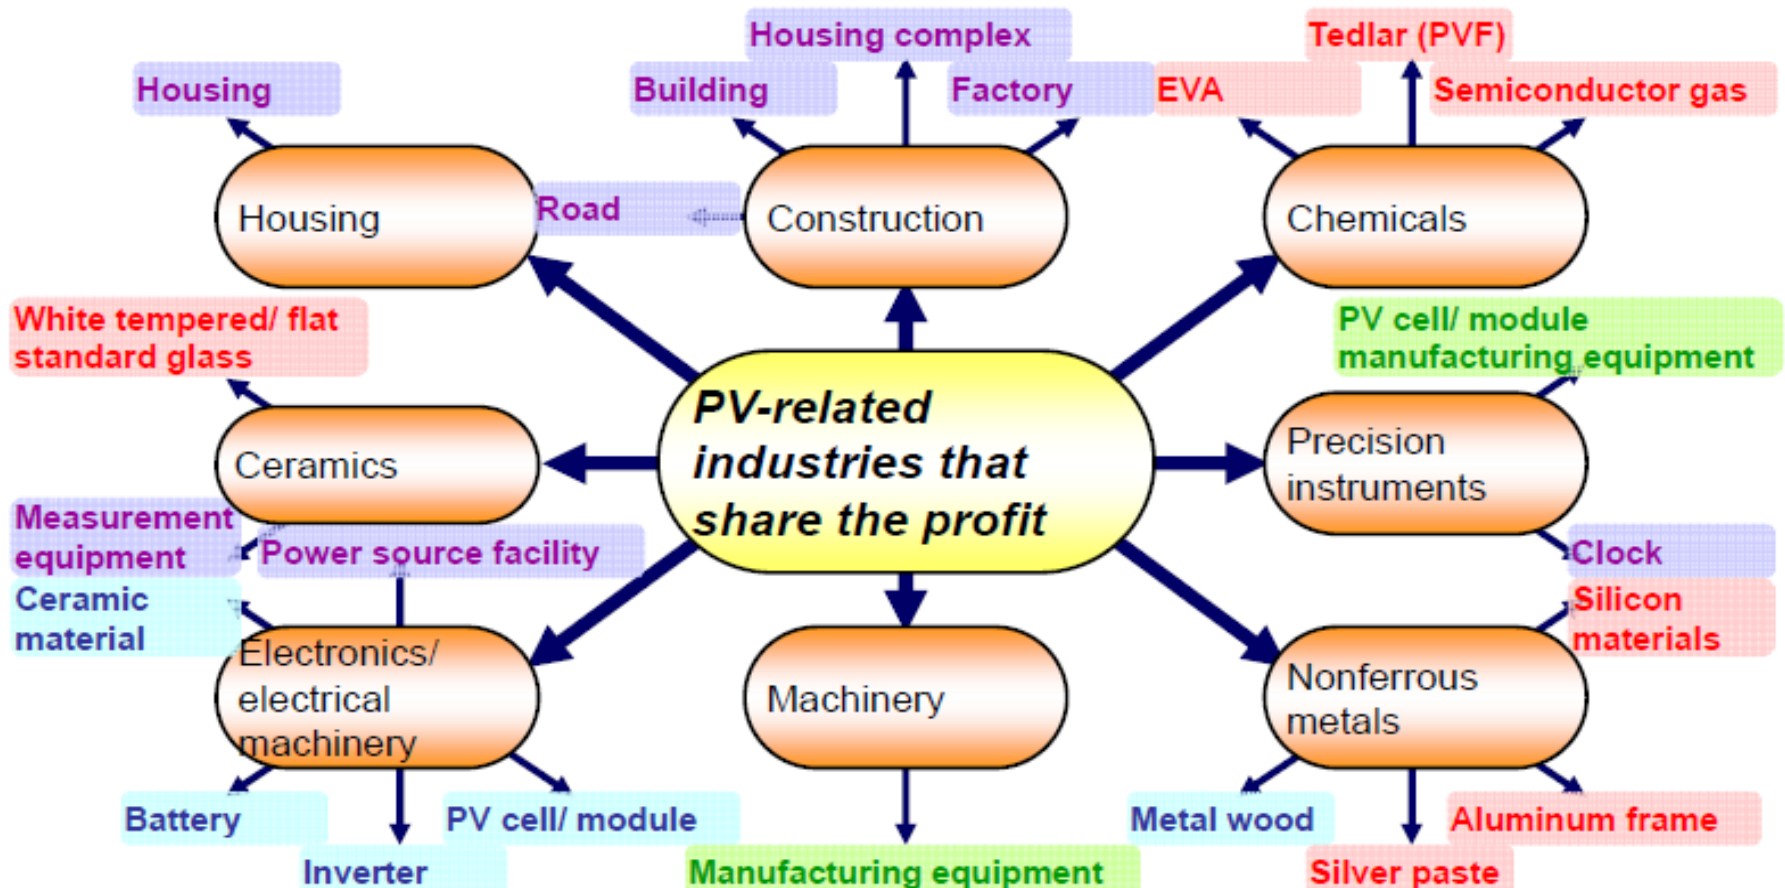 Housing complex
Tedlar (PVF)
Housing
Building
Factory
EVA
Semiconductor gas
Housing
Road
Construction
Chemicals
White tempered/ flat
standard glass
PV cell/ module
manufacturing equipment
PV-related
industries that
share the profit
Ceramics
Precision
instruments
Measurement
equipment
Power source facility
Clock
Ceramic
material
Silicon
materials
Electronics/
electrical
machinery
Machinery
Nonferrous
metals
Battery
PV cell/ module
Metal wood
Aluminum frame
Inverter
Manufacturing equipment
Silver paste